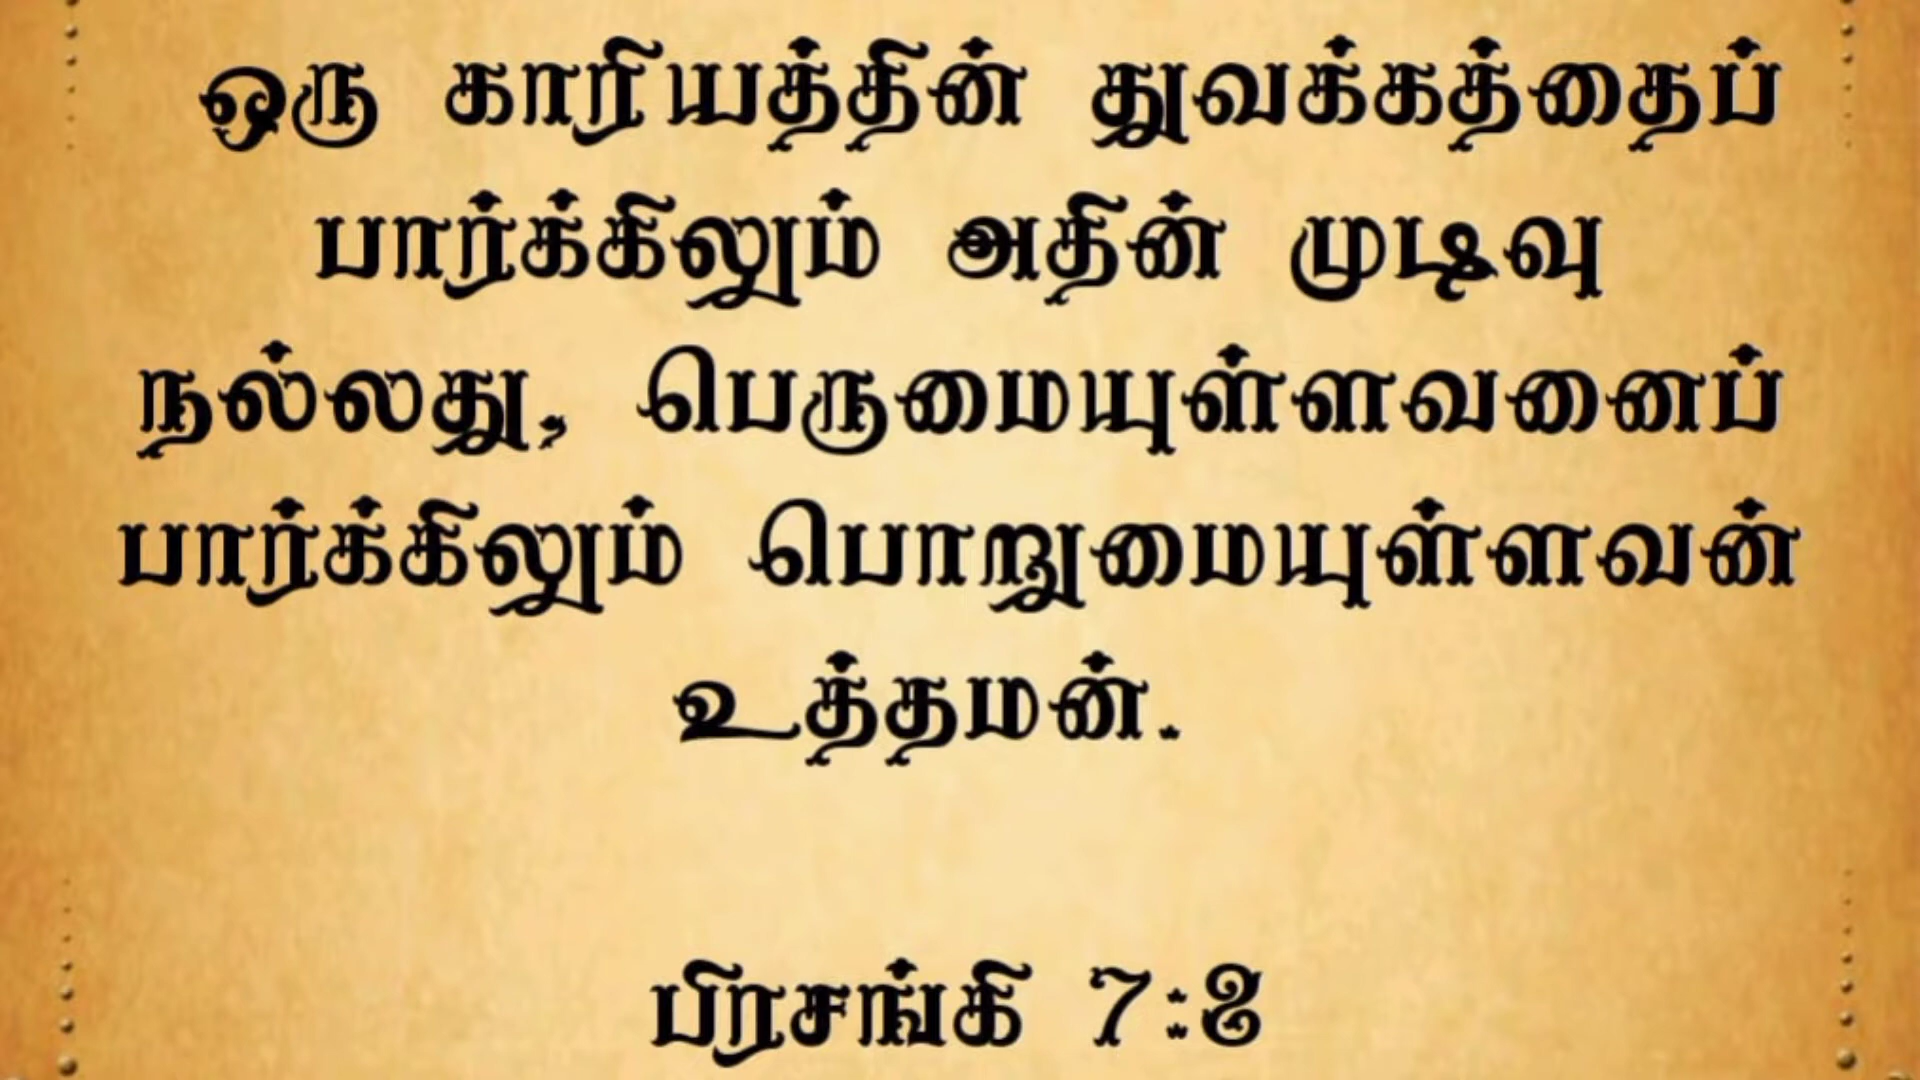 ஒரு காரியத்தின் துவக்கத்தைப்
பார்க்கிலும் அதின் முடிவு
நல்லது, பெருமையுள்ளவனைப்
பார்க்கிலும் பொறுமையுள்ளவன்
உத்தமன்.
பிரசங்கி 7:8